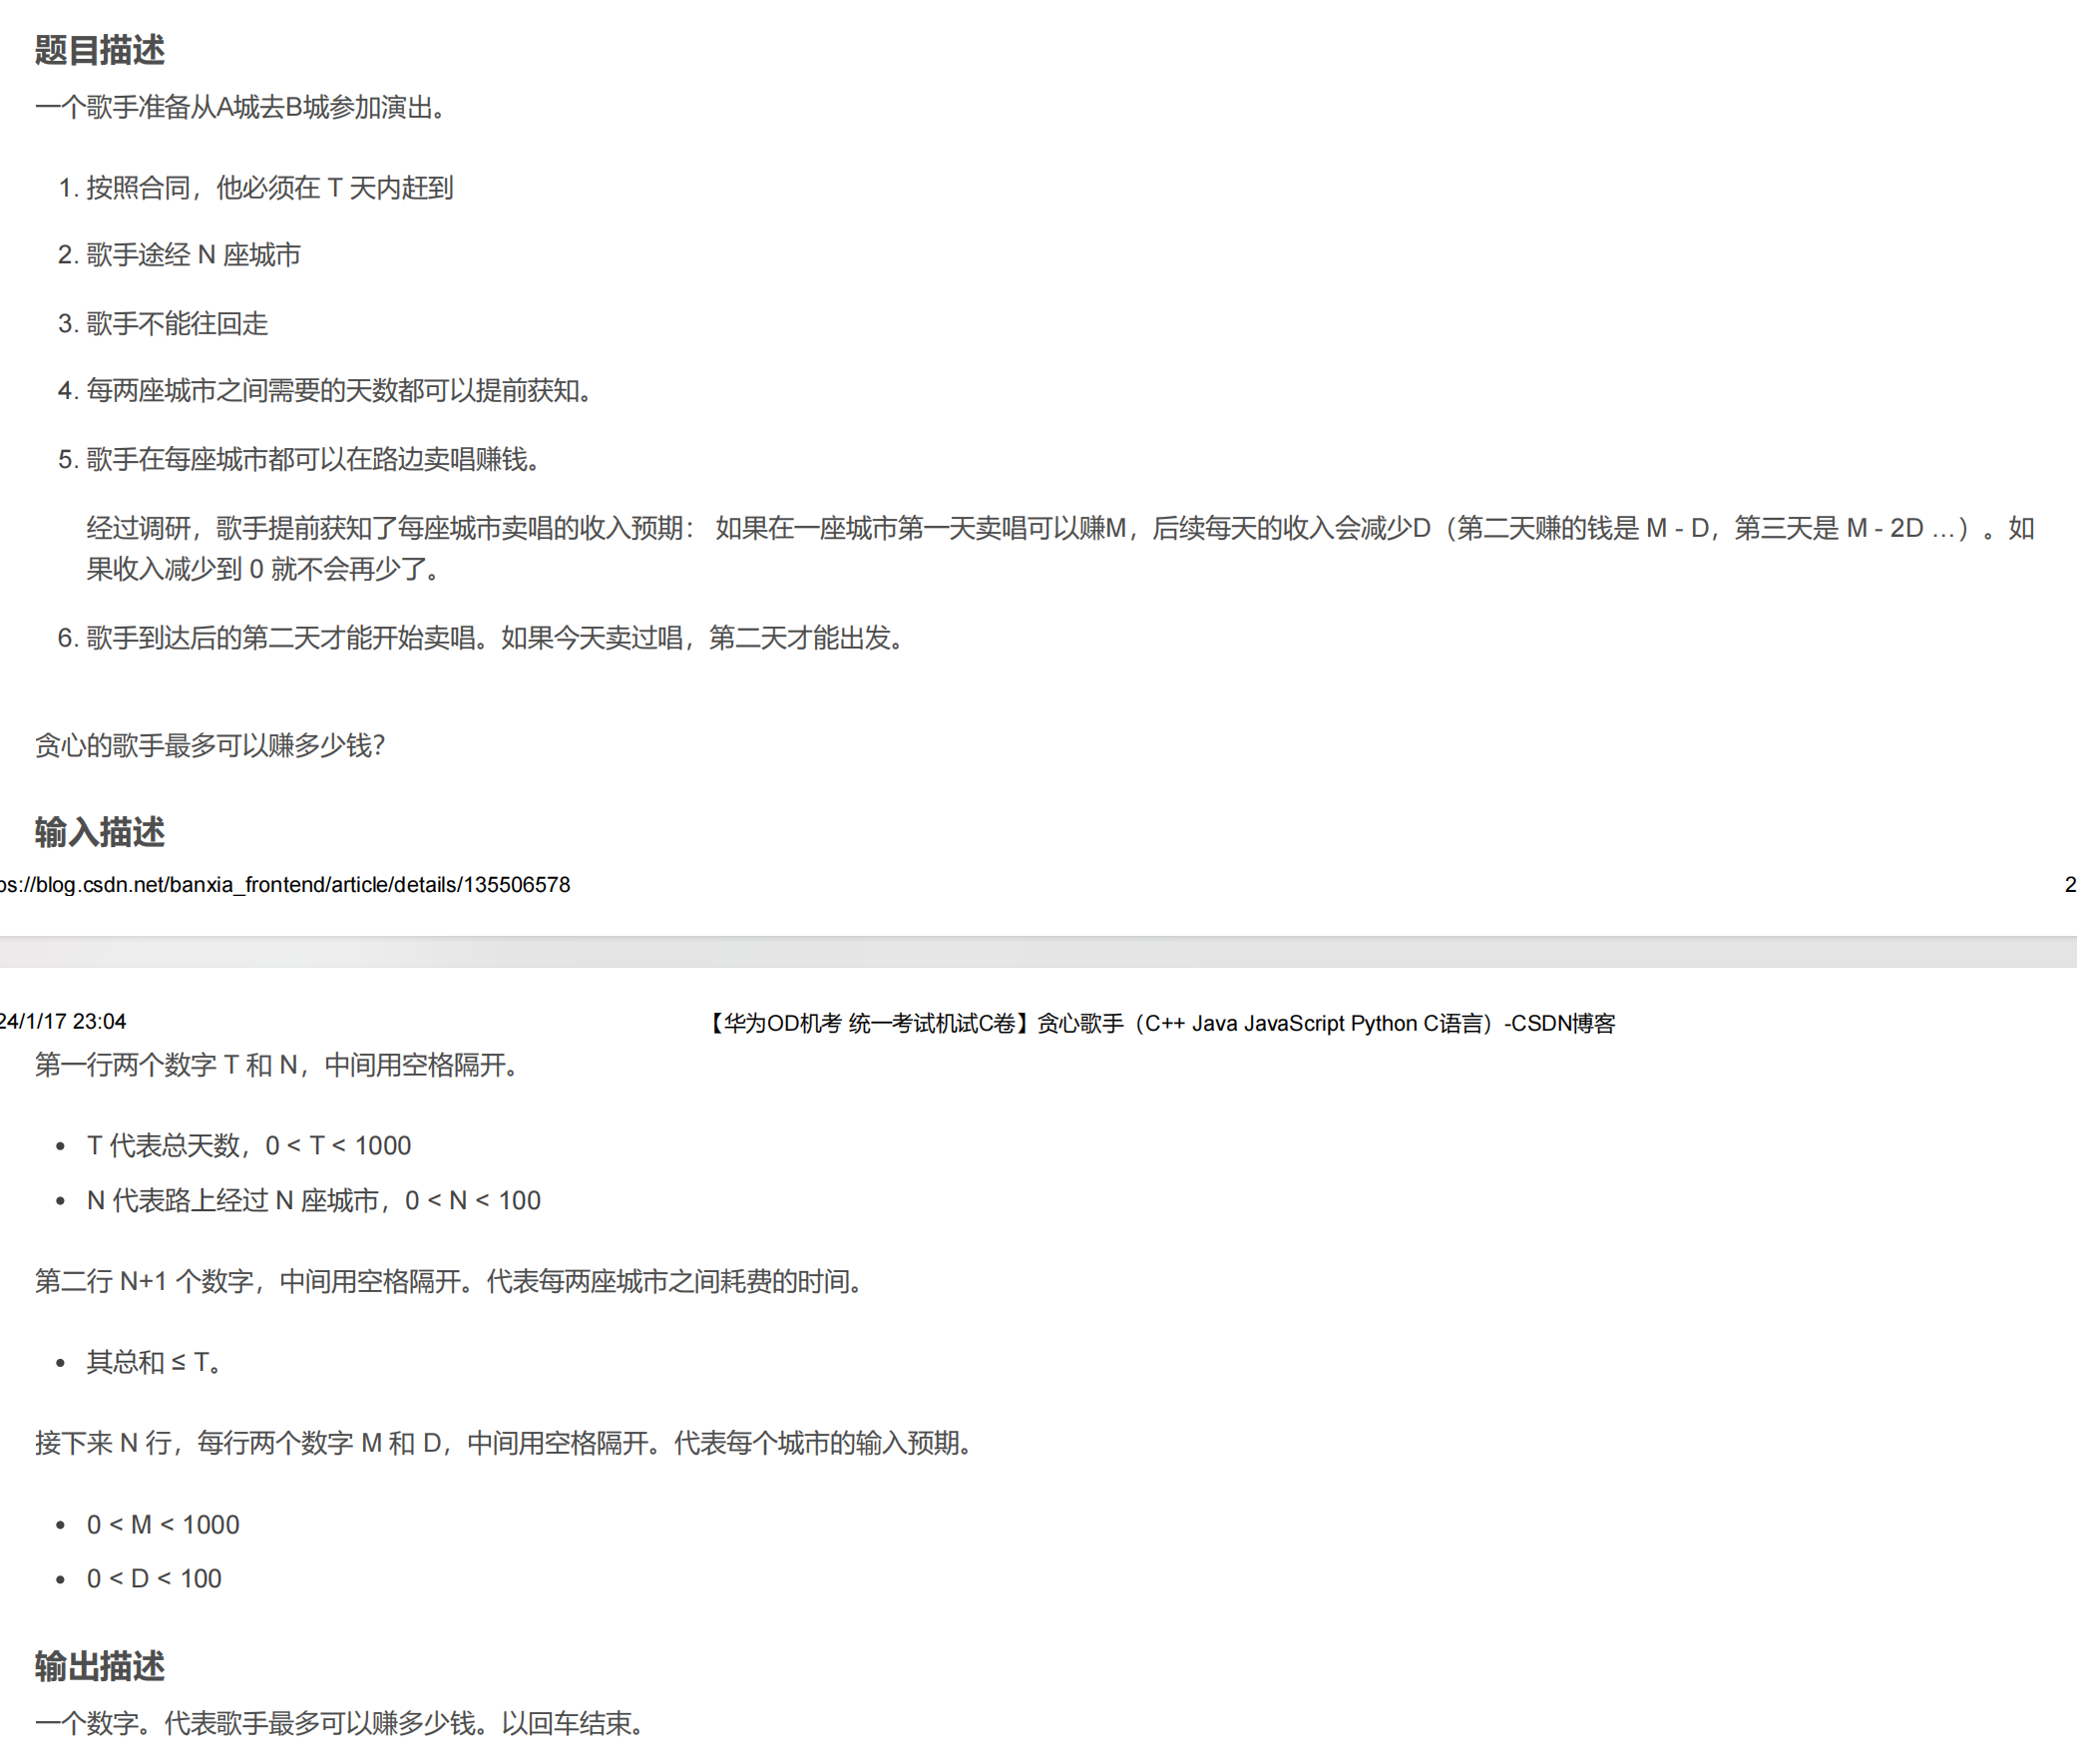 题目描述
一个歌手准备从A城去B城参加演出。
1. 按照合同，他必须在 T 天内赶到
2. 歌手途经 N 座城市
3. 歌手不能往回走
4. 每两座城市之间需要的天数都可以提前获知。
5. 歌手在每座城市都可以在路边卖唱赚钱。
经过调研，歌手提前获知了每座城市卖唱的收入预期： 如果在一座城市第一天卖唱可以赚M，后续每天的收入会减少D（第二天赚的钱是 M - D，第三天是 M - 2D ...）。如
果收入减少到 0 就不会再少了。
6. 歌手到达后的第二天才能开始卖唱。如果今天卖过唱，第二天才能出发。
贪心的歌手最多可以赚多少钱？
输入描述
ps://blog.csdn.net/banxia_frontend/article/details/135506578
2
24/1/17 23:04
【华为OD机考 统一考试机试C卷】贪心歌手（C++ Java JavaScript Python C语言）-CSDN博客
第一行两个数字 T 和 N，中间用空格隔开。
• T 代表总天数，0 < T < 1000
• N 代表路上经过 N 座城市，0 < N < 100
第二行 N+1 个数字，中间用空格隔开。代表每两座城市之间耗费的时间。
• 其总和 ≤ T。
接下来 N 行，每行两个数字 M 和 D，中间用空格隔开。代表每个城市的输入预期。
• 0 < M < 1000
• 0 < D < 100
输出描述
一个数字。代表歌手最多可以赚多少钱。以回车结束。